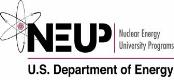 NEUP
Nuclear Energy
University Programs
U.S. Department of Energy